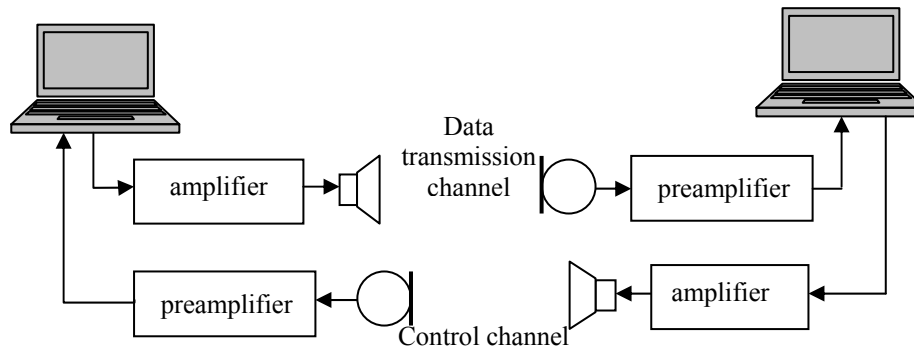 Data
transmission
channel
amplifier
preamplifier
preamplifier
Control channel
amplifier